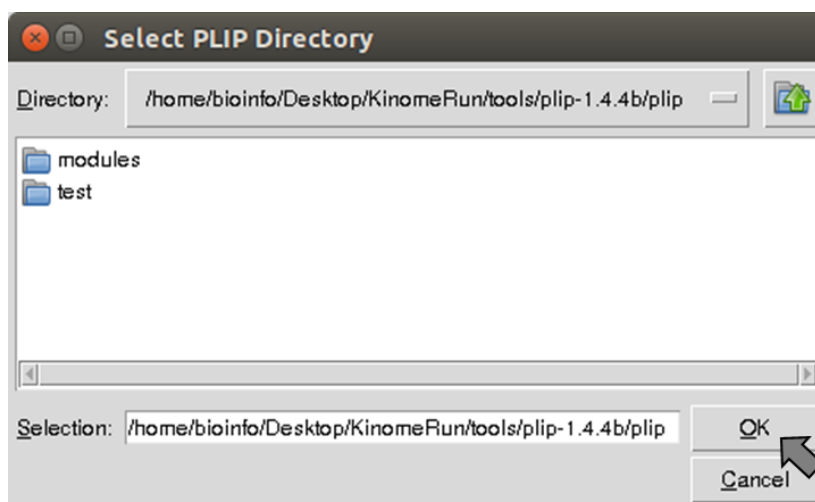 Select PLIP Directory
Directory: /home/bioinfo/Desktop/KinomeRun/tools/plip-1.4.4b/plip
modules
test
Selection: /home/bioinfo/Desktop/KinomeRun/tools/plip-1.4.4b/plip OK
Cancel